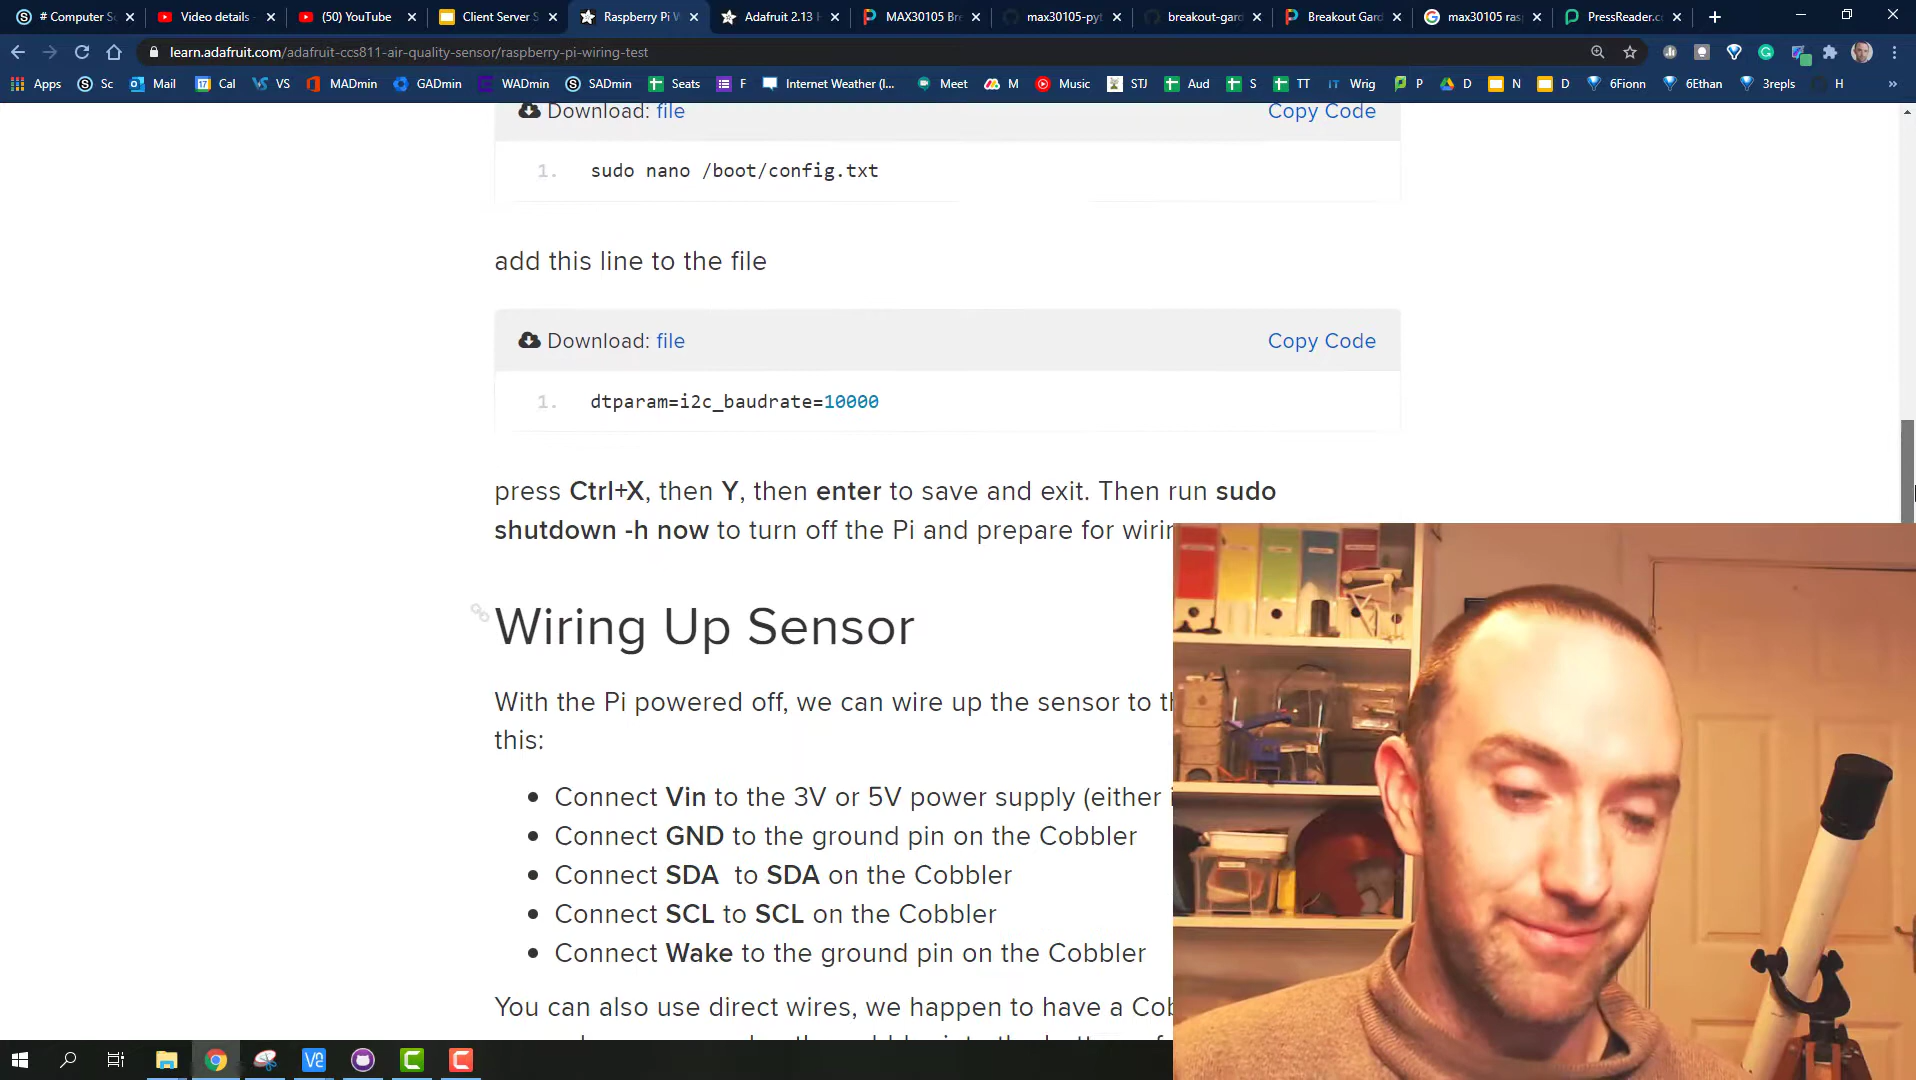 # Computer Sc
Video details -
(50) YouTube
Client Server S
Raspberry Pi W
Adafruit 2.13
MAX30105 Bre
max30105-pyt
breakout-gard
Breakout Gard
max30105 rasp
PressReader.c
learn.adafruit.com/adafruit-ccs811-air-quality-sensor/raspberry-pi-wiring-test
Apps
Sc
Mail
Cal
VS
MADmin
GADmin
WADmin
SADmin
Seats
F
Internet Weather (I...
Meet
M
Music
STJ
Aud
S
TT
Wrig
P
D
N
D
6Fionn
6Ethan
3repls
H
Download: file
Copy Code
1. sudo nano /boot/config.txt
add this line to the file
Download: file
Copy Code
1. dtparam=i2c_baudrate=10000
press Ctrl+X, then Y, then enter to save and exit. Then run sudo
shutdown -h now to turn off the Pi and prepare for
Wiring Up Sensor
With the Pi powered off, we can wire up the sensor to
this:
Connect Vin to the 3V or 5V power supply (either
Connect GND to the ground pin on the Cobbler
Connect SDA to SDA on the Cobbler
Connect SCL to SCL on the Cobbler
Connect Wake to the ground pin on the Cobbler
You can also use direct wires, we happen to have a